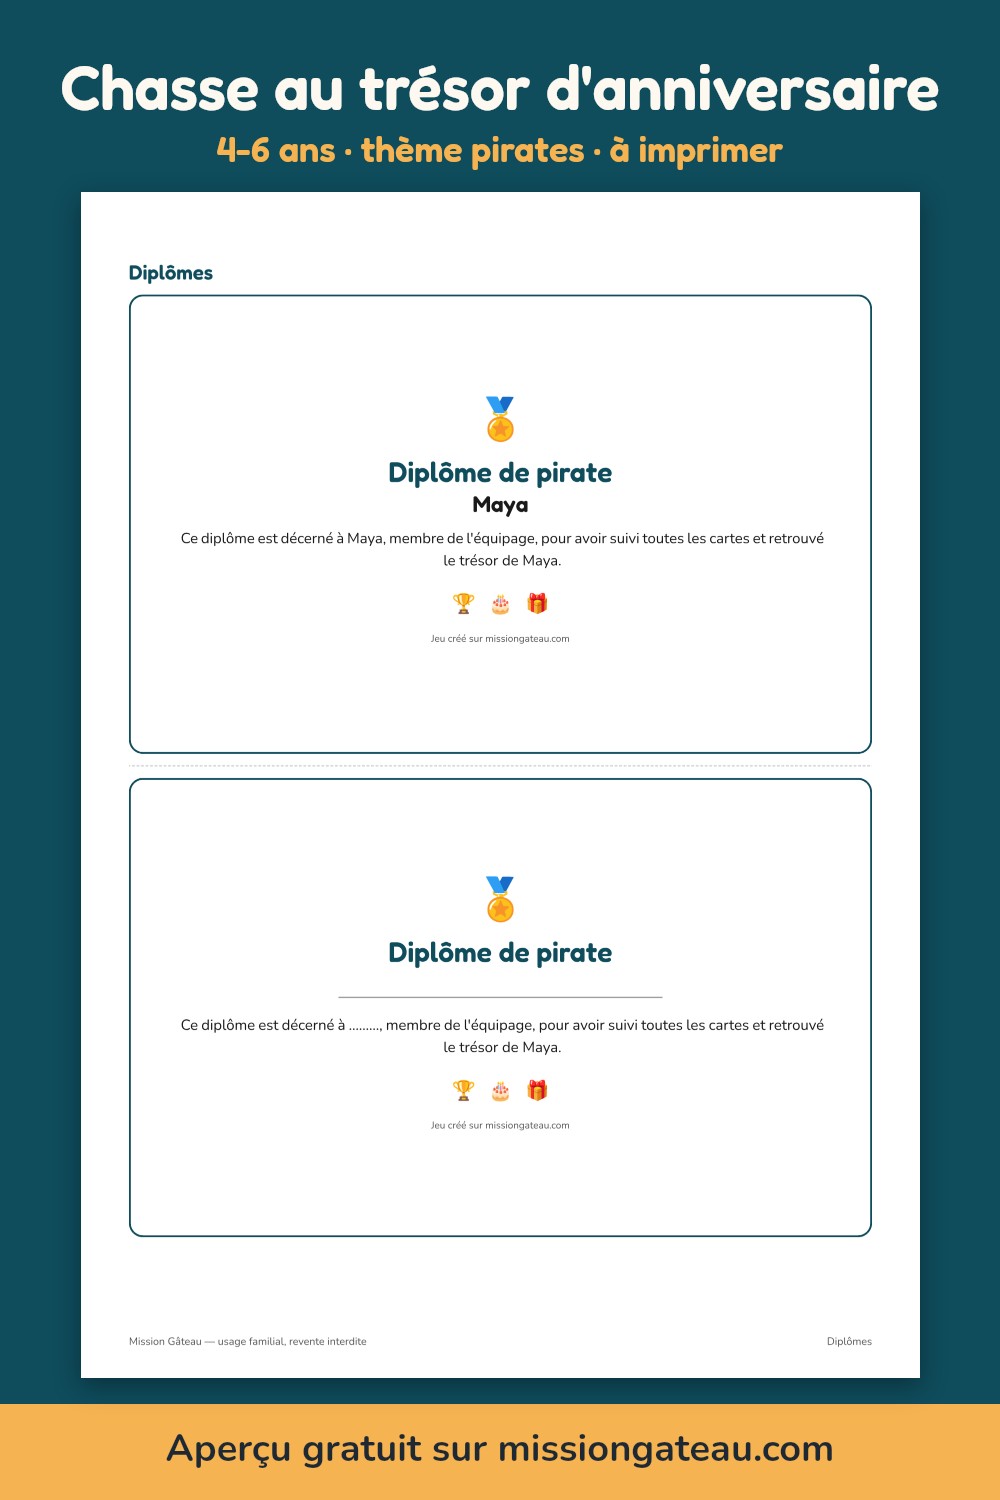 Chasse au trésor d'anniversaire
4-6 ans · thème pirates · à imprimer
Diplômes
Diplôme de pirate
Maya
Ce diplôme est décerné à Maya, membre de l'équipage, pour avoir suivi toutes les cartes et retrouvé
le trésor de Maya.
Jeu créé sur missiongateau.com
Diplôme de pirate
Ce diplôme est décerné à ........., membre de l'équipage, pour avoir suivi toutes les cartes et retrouvé
le trésor de Maya.
Jeu créé sur missiongateau.com
Mission Gâteau — usage familial, revente interdite
Diplômes
Aperçu gratuit sur missiongateau.com